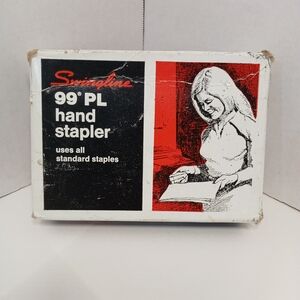 Swingline
99° PL
hand
stapler
uses all
standard staples